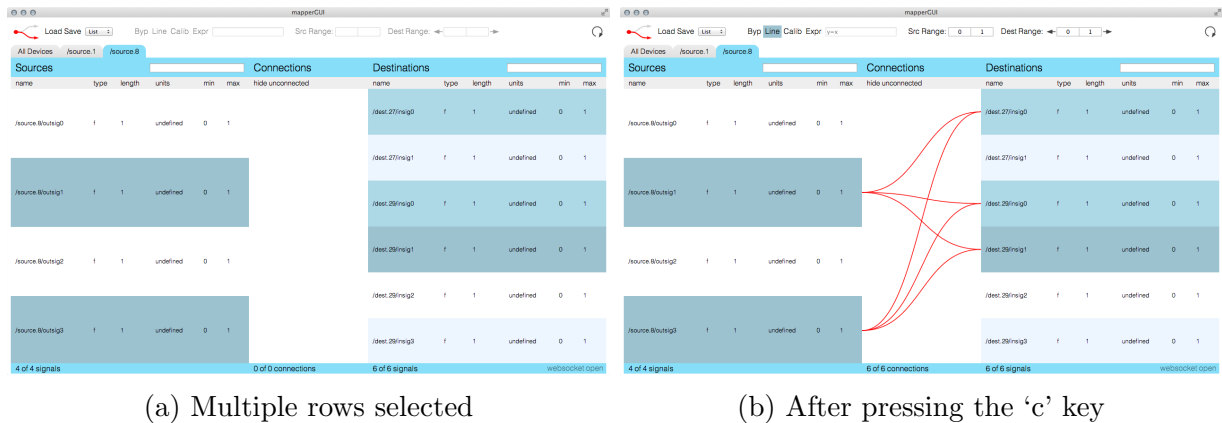 mapperGUI
Load Save List Byp Line Calib Expr Src Range: Dest Range:
All Devices /source.1 /source.8
Sources Connections Destinations
name type length units min max hide unconnected name type length units min max
/dest.27/insig0 f 1 undefined 0 1
/source.8/outsig0 f 1 undefined 0 1
/dest.27/insig1 f 1 undefined 0 1
/source.8/outsig1 f 1 undefined 0 1
/dest.29/insig0 f 1 undefined 0 1
/dest.29/insig1 f 1 undefined 0 1
/source.8/outsig2 f 1 undefined 0 1
/dest.29/insig2 f 1 undefined 0 1
/source.8/outsig3 f 1 undefined 0 1
/dest.29/insig3 f 1 undefined 0 1
4 of 4 signals 0 of 0 connections 6 of 6 signals websocket open
(a) Multiple rows selected
mapperGUI
Load Save List Byp Line Calib Expr y=x Src Range: 0 1 Dest Range: 0 1
All Devices /source.1 /source.8
Sources Connections Destinations
name type length units min max hide unconnected name type length units min max
/dest.27/insig0 f 1 undefined 0 1
/source.8/outsig0 f 1 undefined 0 1
/dest.27/insig1 f 1 undefined 0 1
/source.8/outsig1 f 1 undefined 0 1
/dest.29/insig0 f 1 undefined 0 1
/dest.29/insig1 f 1 undefined 0 1
/source.8/outsig2 f 1 undefined 0 1
/dest.29/insig2 f 1 undefined 0 1
/source.8/outsig3 f 1 undefined 0 1
/dest.29/insig3 f 1 undefined 0 1
4 of 4 signals 6 of 6 connections 6 of 6 signals websocket open
(b) After pressing the ‘c’ key